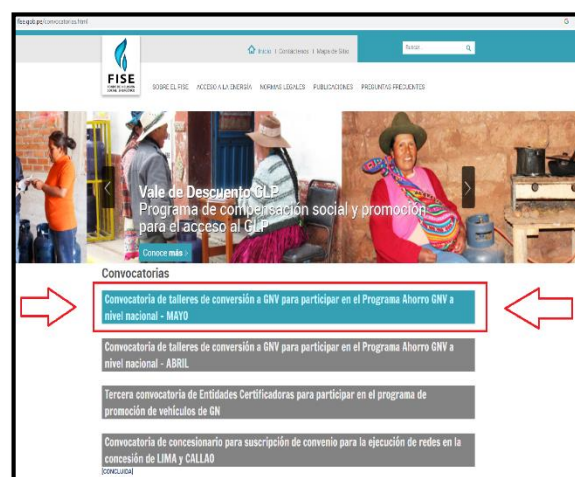 fise.gob.pe/convocatorias.html
Inicio | Contáctenos | Mapa de Sitio
Buscar
FISE
SOBRE EL FISE ACCESO A LA ENERGÍA NORMAS LEGALES PUBLICACIONES PREGUNTAS FRECUENTES
Vale de Descuento GLP
Programa de compensación social y promoción
para el acceso al GLP
Conoce más >
Convocatorias
Convocatoria de talleres de conversión a GNV para participar en el Programa Ahorro GNV a
nivel nacional - MAYO
Convocatoria de talleres de conversión a GNV para participar en el Programa Ahorro GNV a
nivel nacional - ABRIL
Tercera convocatoria de Entidades Certificadoras para participar en el programa de
promoción de vehículos de GN
Convocatoria de concesionario para suscripción de convenio para la ejecución de redes en la
concesión de LIMA y CALLAO
[CONCLUIDA]